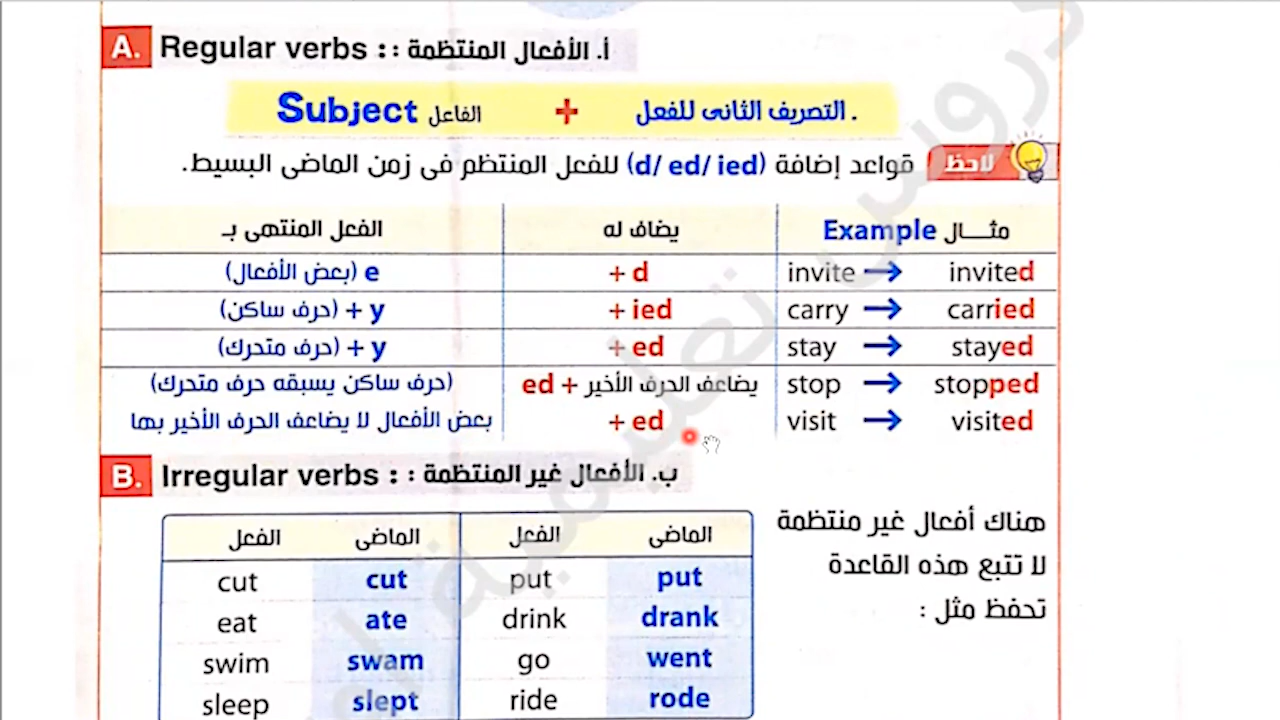 A. Regular verbs : : أ. الأفعال المنتظمة
Subject الفاعل + التصريف الثانى للفعل .
لاحظ قواعد إضافة (d/ ed/ ied) للفعل المنتظم فى زمن الماضى البسيط.
الفعل المنتهى بـ يضاف له مثـــال Example
e (بعض الأفعال) + d invite → invited
y + (حرف ساكن) + ied carry → carried
y + (حرف متحرك) + ed stay → stayed
(حرف ساكن يسبقه حرف متحرك) يضاعف الحرف الأخير + ed stop → stopped
بعض الأفعال لا يضاعف الحرف الأخير بها + ed visit → visited
B. Irregular verbs : : ب. الأفعال غير المنتظمة
هناك أفعال غير منتظمة
لا تتبع هذه القاعدة
تحفظ مثل :
الفعل الماضى الفعل الماضى
cut cut put put
eat ate drink drank
swim swam go went
sleep slept ride rode
دروس تعليمية